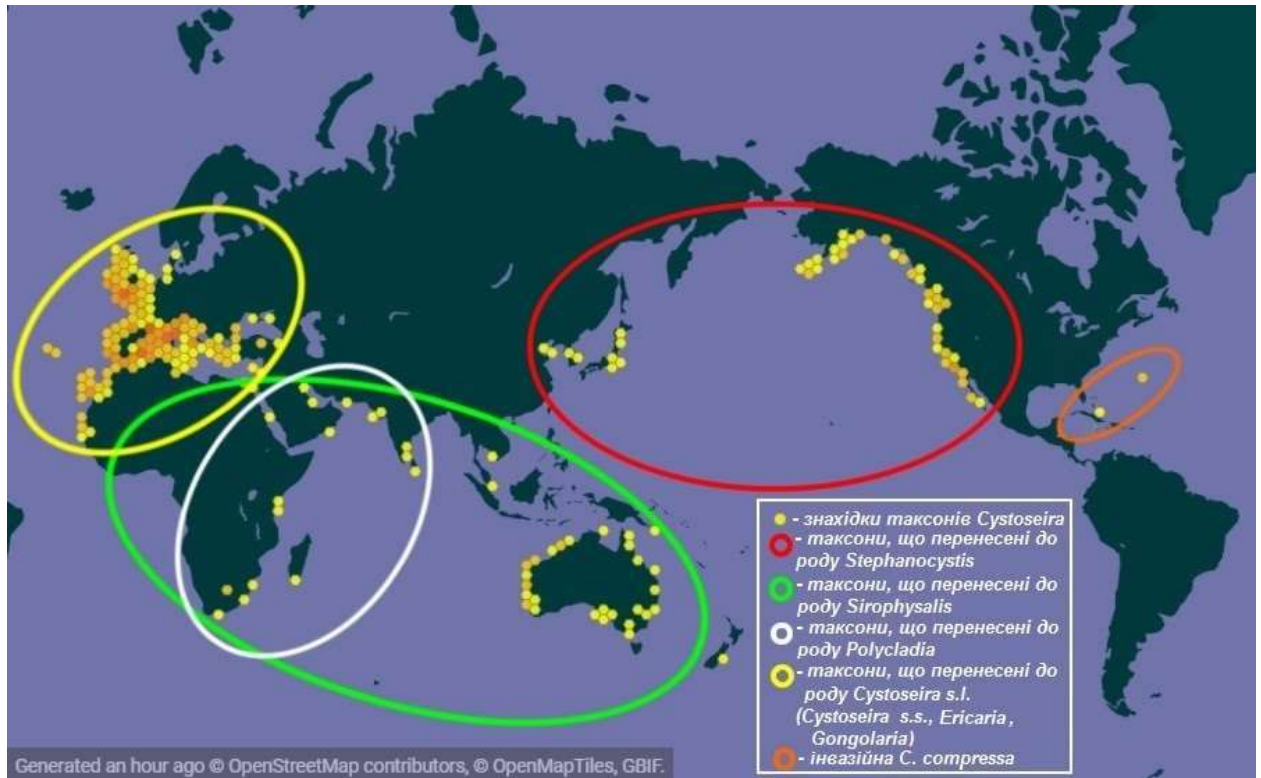 - знахідки таксонів Cystoseira
- таксони, що перенесені до
роду Stephanocystis
- таксони, що перенесені до
роду Sirophysalis
- таксони, що перенесені до
роду Polycladia
- таксони, що перенесені до
роду Cystoseira s.l.
(Cystoseira s.s., Ericaria,
Gongolaria)
- інвазійна C. compressa
Generated an hour ago © OpenStreetMap contributors, © OpenMapTiles, GBIF.